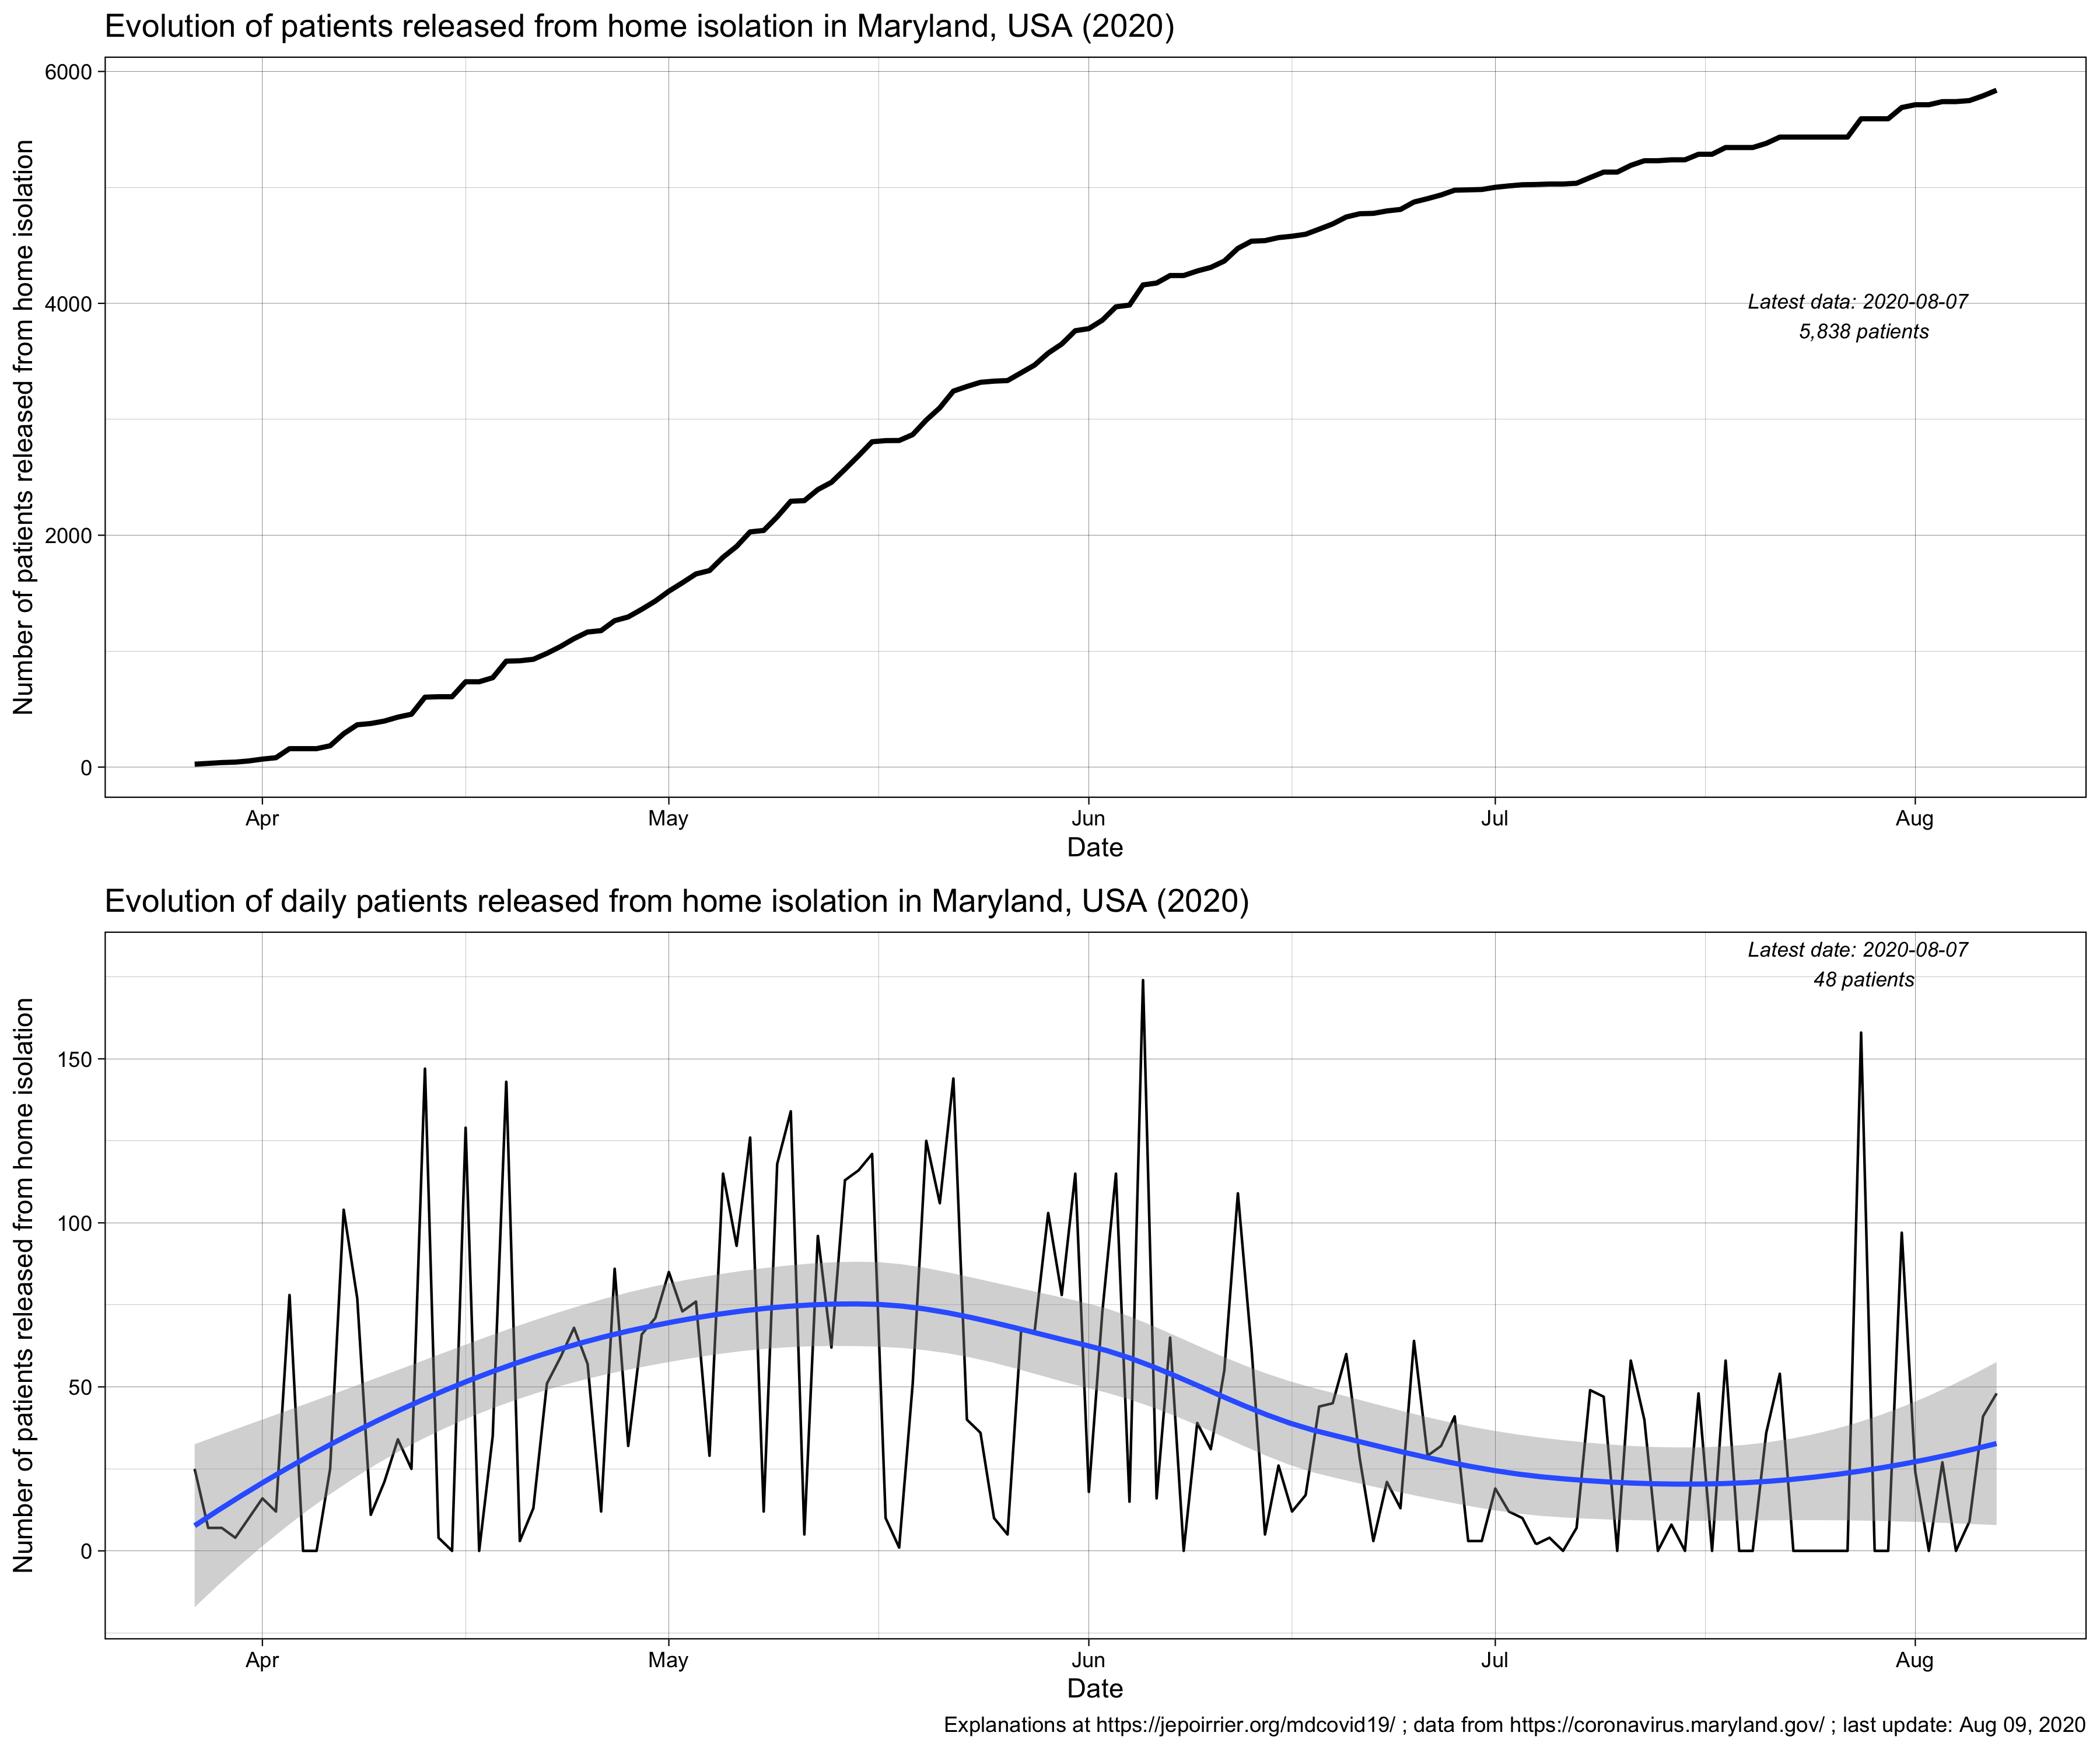 Evolution of patients released from home isolation in Maryland, USA (2020)
Number of patients released from home isolation
6000
4000
2000
0
Latest data: 2020-08-07
5,838 patients
Apr
May
Jun
Jul
Aug
Date
Evolution of daily patients released from home isolation in Maryland, USA (2020)
Number of patients released from home isolation
Latest date: 2020-08-07
48 patients
150
100
50
0
Apr
May
Jun
Jul
Aug
Date
Explanations at https://jepoirrier.org/mdcovid19/ ; data from https://coronavirus.maryland.gov/ ; last update: Aug 09, 2020